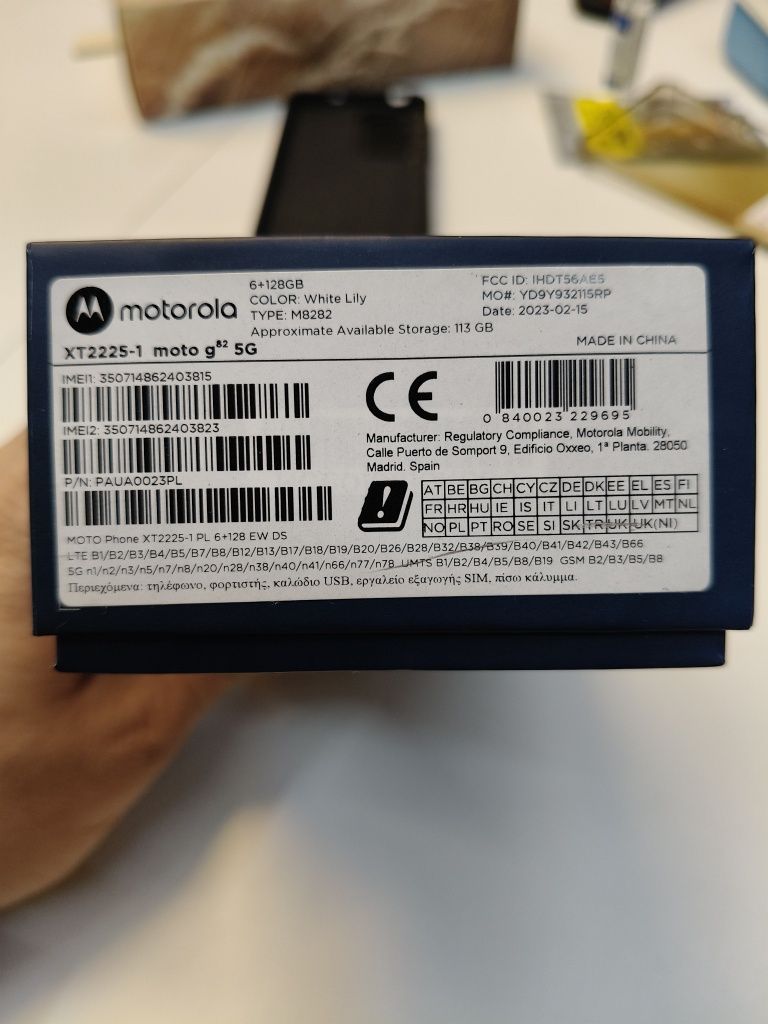 motorola
6+128GB
COLOR: White Lily
TYPE: M8282
Approximate Available Storage: 113 GB
FCC ID: IHDT56AE5
MO#: YD9Y932115RP
Date: 2023-02-15
XT2225-1 moto g82 5G
MADE IN CHINA
IMEI1: 350714862403815
IMEI2: 350714862403823
P/N: PAUA0023PL
MOTO Phone XT2225-1 PL 6+128 EW DS
CE
0 840023 229695
Manufacturer: Regulatory Compliance, Motorola Mobility,
Calle Puerto de Somport 9, Edificio Oxxeo, 1ª Planta. 28050
Madrid. Spain
AT BE BG CH CY CZ DE DK EE EL ES FI
FR HR HU IE IS IT LI LT LU LV MT NL
NO PL PT RO SE SI SK TR UK UK(NI)
LTE B1/B2/B3/B4/B5/B7/B8/B12/B13/B17/B18/B19/B20/B26/B28/B32/B38/B39/B40/B41/B42/B43/B66
5G n1/n2/n3/n5/n7/n8/n20/n28/n38/n40/n41/n66/n77/n78 UMTS B1/B2/B4/B5/B8/B19 GSM B2/B3/B5/B8
Περιεχόμενα: τηλέφωνο, φορτιστής, καλώδιο USB, εργαλείο εξαγωγής SIM, πίσω κάλυμμα.